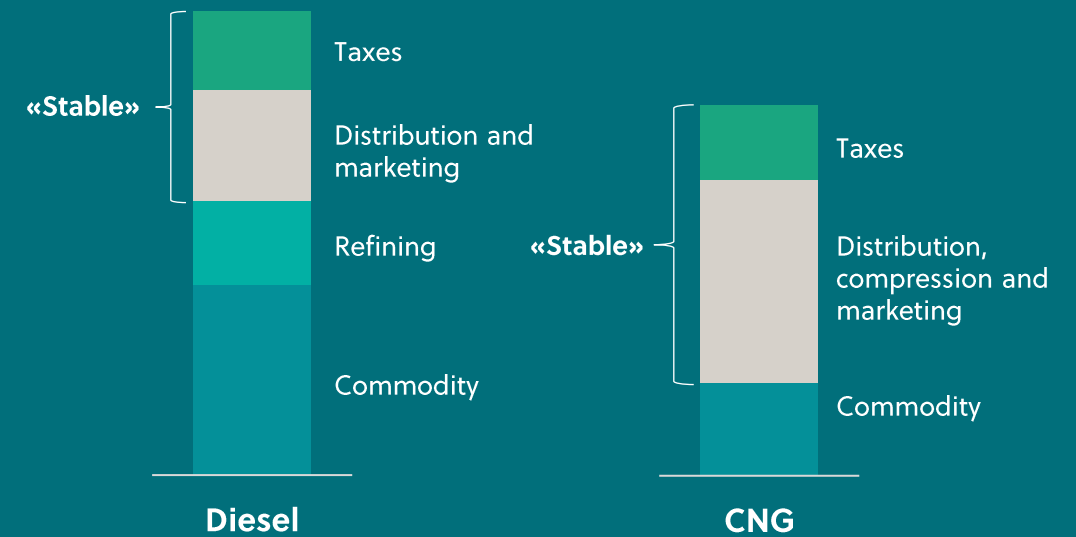 Taxes
«Stable»
Distribution and
marketing
Refining
Commodity
Diesel
Taxes
«Stable»
Distribution,
compression and
marketing
Commodity
CNG